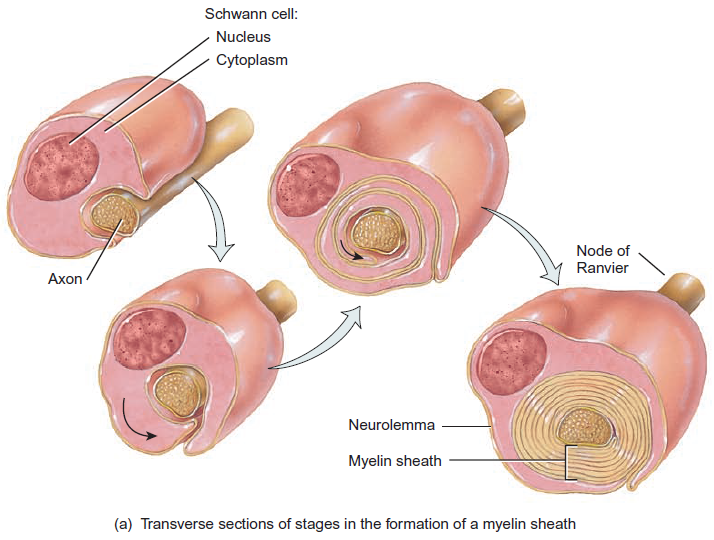 Schwann cell:
Nucleus
Cytoplasm
Axon
Node of
Ranvier
Neurolemma
Myelin sheath
(a) Transverse sections of stages in the formation of a myelin sheath